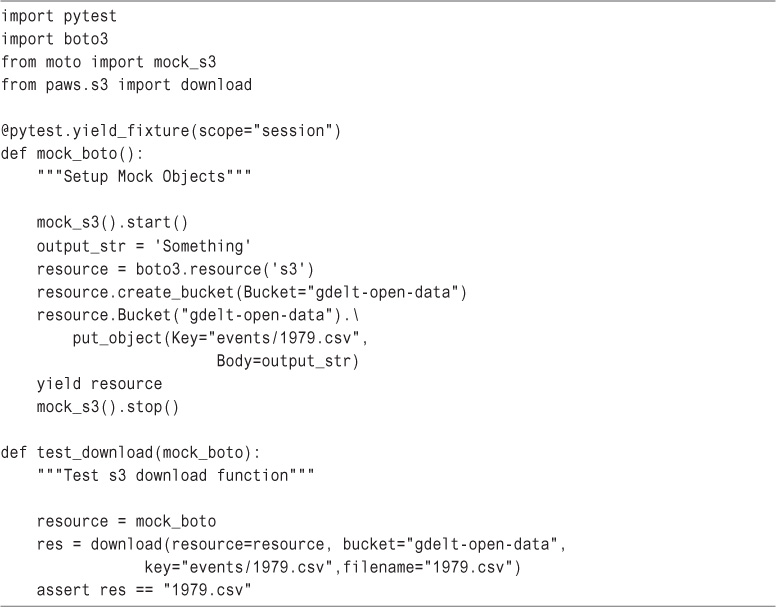 import pytest
import boto3
from moto import mock_s3
from paws.s3 import download

@pytest.yield_fixture(scope="session")
def mock_boto():
    """Setup Mock Objects"""

    mock_s3().start()
    output_str = 'Something'
    resource = boto3.resource('s3')
    resource.create_bucket(Bucket="gdelt-open-data")
    resource.Bucket("gdelt-open-data").\
        put_object(Key="events/1979.csv",
                        Body=output_str)
    yield resource
    mock_s3().stop()

def test_download(mock_boto):
    """Test s3 download function"""

    resource = mock_boto
    res = download(resource=resource, bucket="gdelt-open-data",
                key="events/1979.csv",filename="1979.csv")
    assert res == "1979.csv"